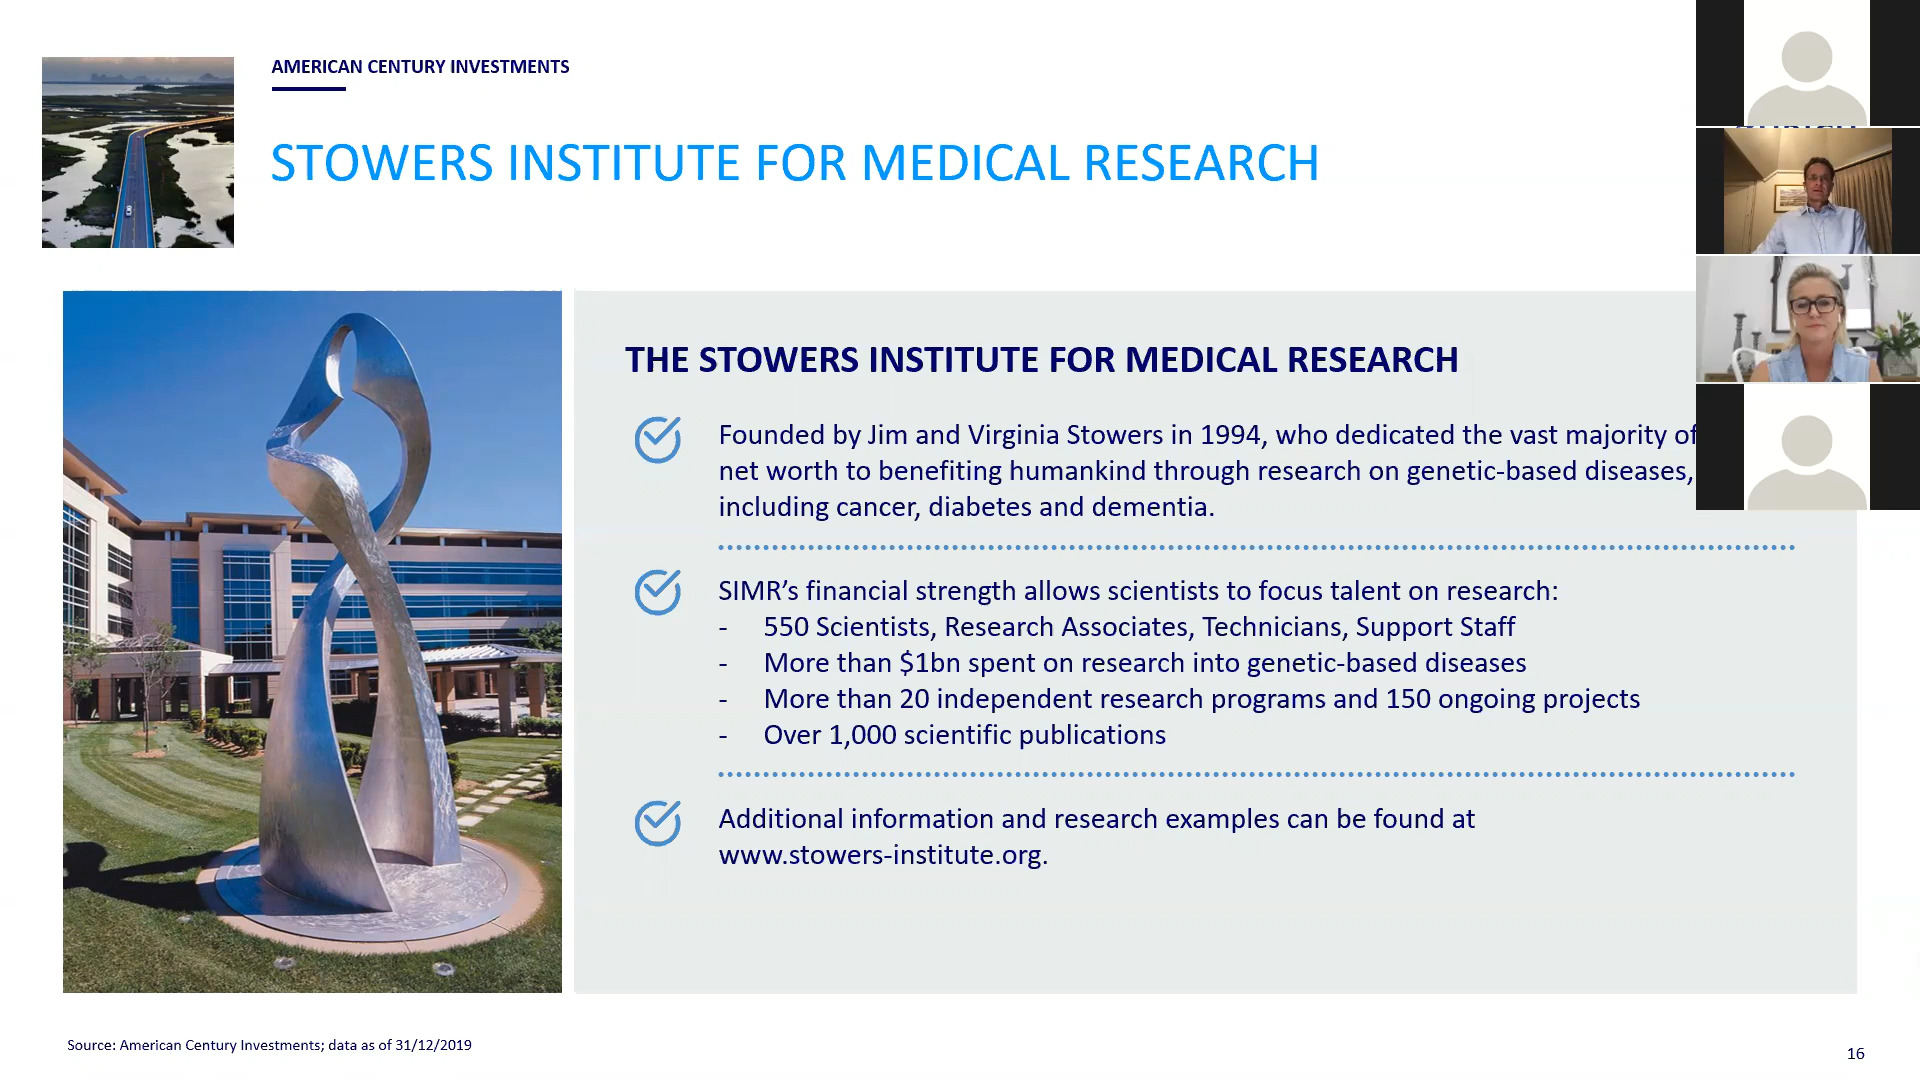 AMERICAN CENTURY INVESTMENTS
STOWERS INSTITUTE FOR MEDICAL RESEARCH
THE STOWERS INSTITUTE FOR MEDICAL RESEARCH
Founded by Jim and Virginia Stowers in 1994, who dedicated the vast majority of
net worth to benefiting humankind through research on genetic-based diseases,
including cancer, diabetes and dementia.
SIMR’s financial strength allows scientists to focus talent on research:
- 550 Scientists, Research Associates, Technicians, Support Staff
- More than $1bn spent on research into genetic-based diseases
- More than 20 independent research programs and 150 ongoing projects
- Over 1,000 scientific publications
Additional information and research examples can be found at
www.stowers-institute.org.
Source: American Century Investments; data as of 31/12/2019
16